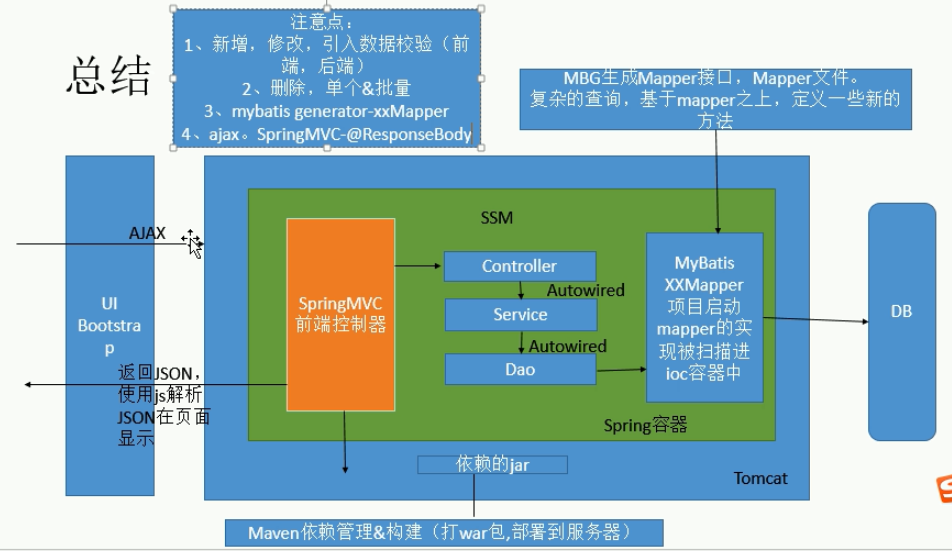 总结
注意点：
1、新增，修改，引入数据校验（前
端，后端）
2、删除，单个&批量
3、mybatis generator-xxMapper
4、ajax。SpringMVC-@ResponseBody
MBG生成Mapper接口，Mapper文件。
复杂的查询，基于mapper之上，定义一些新的
方法
AJAX
UI
Bootstra
p
返回JSON，
使用js解析
JSON在页面
显示
SSM
SpringMVC
前端控制器
Controller
Autowired
Service
Autowired
Dao
MyBatis
XXMapper
项目启动
mapper的实
现被扫描进
ioc容器中
Spring容器
DB
依赖的jar
Tomcat
Maven依赖管理&构建（打war包,部署到服务器）